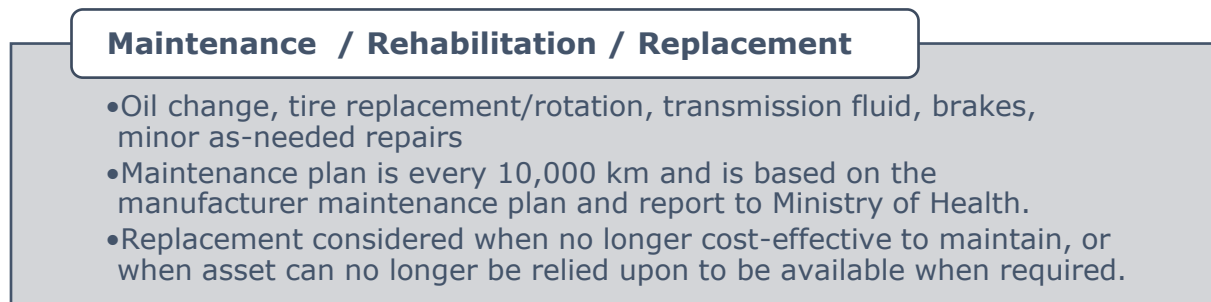 Maintenance / Rehabilitation / Replacement
•Oil change, tire replacement/rotation, transmission fluid, brakes,
minor as-needed repairs
•Maintenance plan is every 10,000 km and is based on the
manufacturer maintenance plan and report to Ministry of Health.
•Replacement considered when no longer cost-effective to maintain, or
when asset can no longer be relied upon to be available when required.